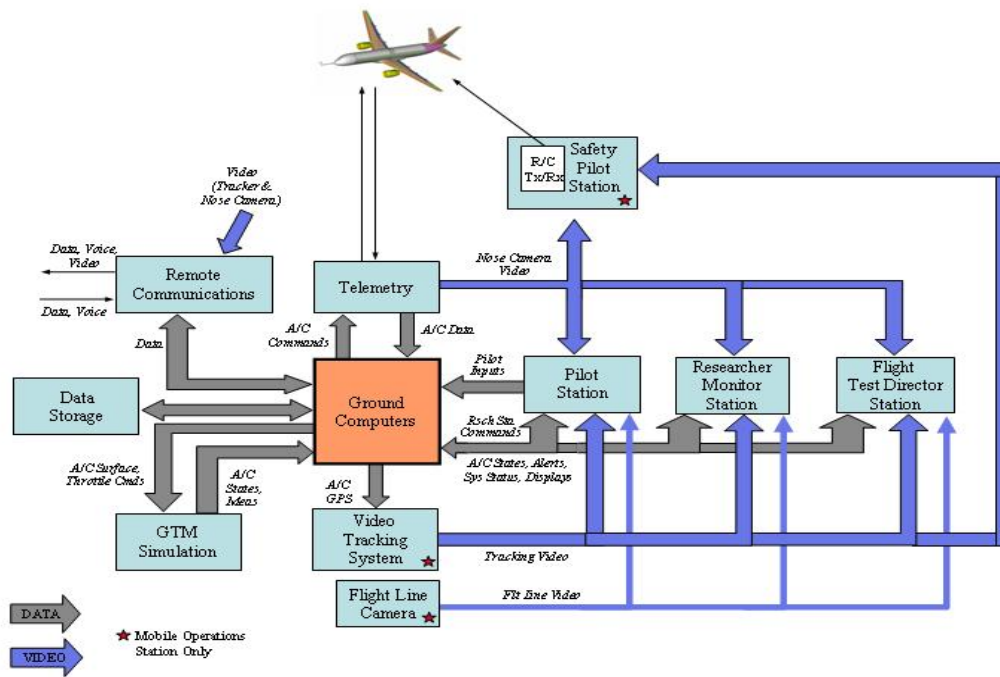 R/C
Tx/Rx
Safety
Pilot
Station
Video
(Tracker &
Nose Camera)
Data, Voice,
Video
Data, Voice
Remote
Communications
Telemetry
Nose Camera
Video
Data
A/C
Commands
A/C Data
Pilot
Inputs
Pilot
Station
Researcher
Monitor
Station
Flight
Test Director
Station
Data
Storage
Ground
Computers
Rsch Sta
Commands
A/C States, Alerts,
Sys Status, Displays
A/C Surface,
Throttle Cmds
A/C
States,
Meas
A/C
GPS
GTM
Simulation
Video
Tracking
System
Tracking Video
Flight Line
Camera
Flt Line Video
DATA
VIDEO
Mobile Operations
Station Only